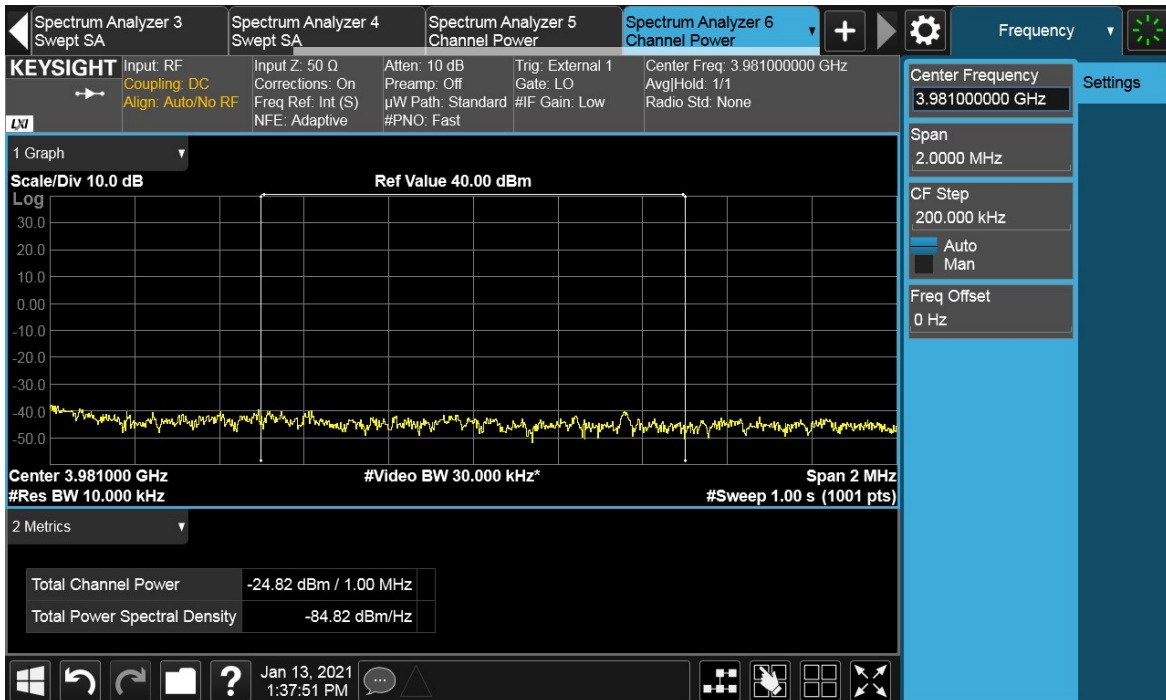 Spectrum Analyzer 3
Swept SA
Spectrum Analyzer 4
Swept SA
Spectrum Analyzer 5
Channel Power
Spectrum Analyzer 6
Channel Power
+
Frequency
KEYSIGHT
LXI
Input: RF
Coupling: DC
Align: Auto/No RF
Input Z: 50 Ω
Corrections: On
Freq Ref: Int (S)
NFE: Adaptive
Atten: 10 dB
Preamp: Off
µW Path: Standard
#PNO: Fast
Trig: External 1
Gate: LO
#IF Gain: Low
Center Freq: 3.981000000 GHz
Avg|Hold: 1/1
Radio Std: None
Center Frequency
3.981000000 GHz
Settings
Span
2.0000 MHz
CF Step
200.000 kHz
Auto
Man
Freq Offset
0 Hz
1 Graph
Scale/Div 10.0 dB
Ref Value 40.00 dBm
Log
30.0
20.0
10.0
0.00
-10.0
-20.0
-30.0
-40.0
-50.0
Center 3.981000 GHz
#Video BW 30.000 kHz*
Span 2 MHz
#Res BW 10.000 kHz
#Sweep 1.00 s (1001 pts)
2 Metrics
Total Channel Power -24.82 dBm / 1.00 MHz
Total Power Spectral Density -84.82 dBm/Hz
?
Jan 13, 2021
1:37:51 PM